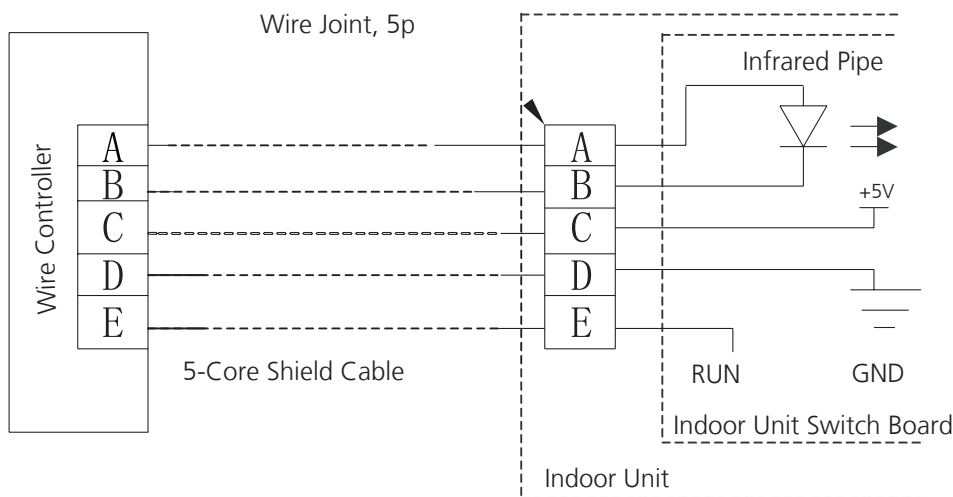 Wire Joint, 5p
Infrared Pipe
Wire Controller
A
B
C
D
E
A
B
C
D
E
+5V
5-Core Shield Cable
RUN
GND
Indoor Unit Switch Board
Indoor Unit